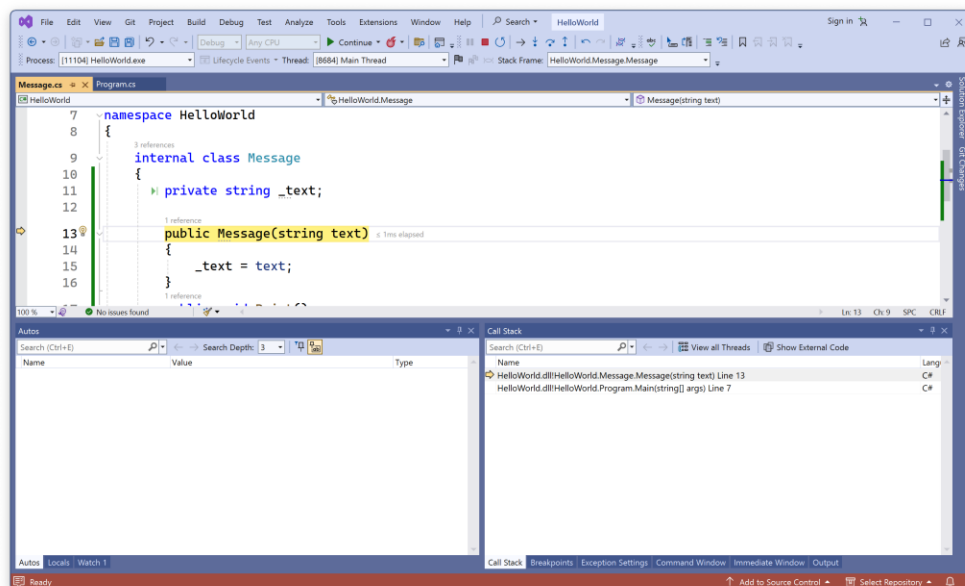 File Edit View Git Project Build Debug Test Analyze Tools Extensions Window Help Search HelloWorld Sign in
Debug Any CPU Continue
Process: [11104] HelloWorld.exe Lifecycle Events Thread: [8684] Main Thread Stack Frame: HelloWorld.Message.Message
Message.cs Program.cs
HelloWorld HelloWorld.Message Message(string text)
7 namespace HelloWorld
8 {
3 references
9 internal class Message
10 {
11 private string _text;
12
1 reference
13 public Message(string text) ≤ 1ms elapsed
14 {
15 _text = text;
16 }
1 reference
100 % No issues found Ln: 13 Ch: 9 SPC CRLF
Solution Explorer
Git Changes
Autos
Search (Ctrl+E) Search Depth: 3
Name Value Type
Autos Locals Watch 1
Call Stack
Search (Ctrl+E) View all Threads Show External Code
Name Lang
HelloWorld.dll!HelloWorld.Message.Message(string text) Line 13 C#
HelloWorld.dll!HelloWorld.Program.Main(string[] args) Line 7 C#
Call Stack Breakpoints Exception Settings Command Window Immediate Window Output
Ready Add to Source Control Select Repository